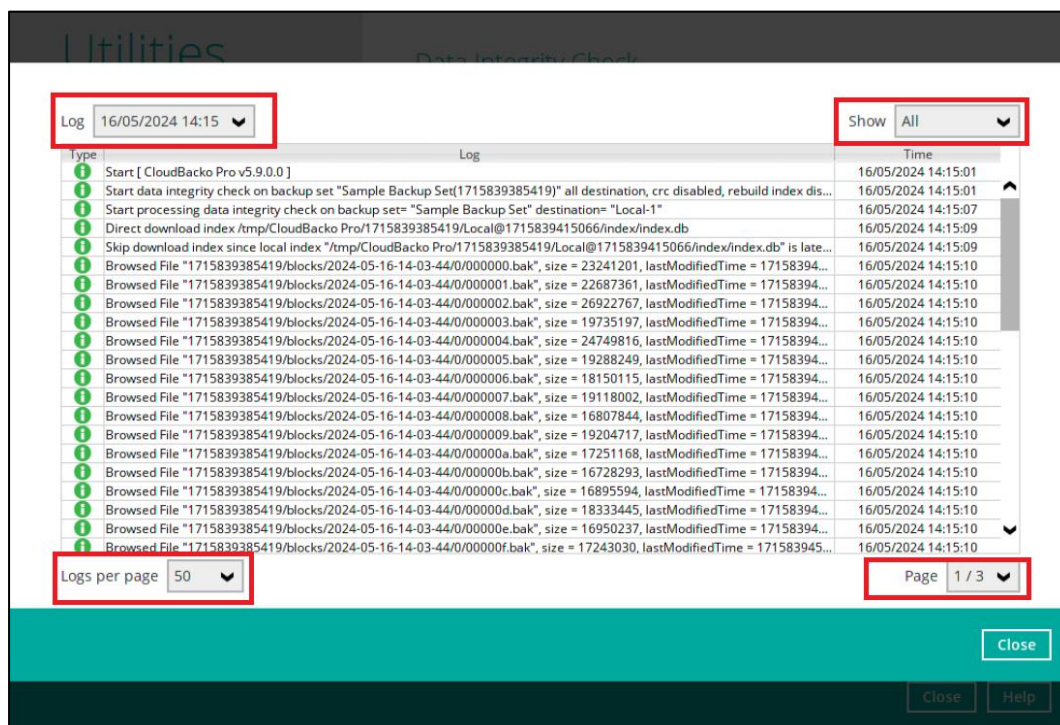 Utilities
Data Integrity Check
Log 16/05/2024 14:15
Show All
Type Log Time
Start [ CloudBacko Pro v5.9.0.0 ] 16/05/2024 14:15:01
Start data integrity check on backup set "Sample Backup Set(1715839385419)" all destination, crc disabled, rebuild index dis... 16/05/2024 14:15:01
Start processing data integrity check on backup set= "Sample Backup Set" destination= "Local-1" 16/05/2024 14:15:07
Direct download index /tmp/CloudBacko Pro/1715839385419/Local@1715839415066/index/index.db 16/05/2024 14:15:09
Skip download index since local index "/tmp/CloudBacko Pro/1715839385419/Local@1715839415066/index/index.db" is late... 16/05/2024 14:15:09
Browsed File "1715839385419/blocks/2024-05-16-14-03-44/0/000000.bak", size = 23241201, lastModifiedTime = 17158394... 16/05/2024 14:15:10
Browsed File "1715839385419/blocks/2024-05-16-14-03-44/0/000001.bak", size = 22687361, lastModifiedTime = 17158394... 16/05/2024 14:15:10
Browsed File "1715839385419/blocks/2024-05-16-14-03-44/0/000002.bak", size = 26922767, lastModifiedTime = 17158394... 16/05/2024 14:15:10
Browsed File "1715839385419/blocks/2024-05-16-14-03-44/0/000003.bak", size = 19735197, lastModifiedTime = 17158394... 16/05/2024 14:15:10
Browsed File "1715839385419/blocks/2024-05-16-14-03-44/0/000004.bak", size = 24749816, lastModifiedTime = 17158394... 16/05/2024 14:15:10
Browsed File "1715839385419/blocks/2024-05-16-14-03-44/0/000005.bak", size = 19288249, lastModifiedTime = 17158394... 16/05/2024 14:15:10
Browsed File "1715839385419/blocks/2024-05-16-14-03-44/0/000006.bak", size = 18150115, lastModifiedTime = 17158394... 16/05/2024 14:15:10
Browsed File "1715839385419/blocks/2024-05-16-14-03-44/0/000007.bak", size = 19118002, lastModifiedTime = 17158394... 16/05/2024 14:15:10
Browsed File "1715839385419/blocks/2024-05-16-14-03-44/0/000008.bak", size = 16807844, lastModifiedTime = 17158394... 16/05/2024 14:15:10
Browsed File "1715839385419/blocks/2024-05-16-14-03-44/0/000009.bak", size = 19204717, lastModifiedTime = 17158394... 16/05/2024 14:15:10
Browsed File "1715839385419/blocks/2024-05-16-14-03-44/0/00000a.bak", size = 17251168, lastModifiedTime = 17158394... 16/05/2024 14:15:10
Browsed File "1715839385419/blocks/2024-05-16-14-03-44/0/00000b.bak", size = 16728293, lastModifiedTime = 17158394... 16/05/2024 14:15:10
Browsed File "1715839385419/blocks/2024-05-16-14-03-44/0/00000c.bak", size = 16895594, lastModifiedTime = 17158394... 16/05/2024 14:15:10
Browsed File "1715839385419/blocks/2024-05-16-14-03-44/0/00000d.bak", size = 18333445, lastModifiedTime = 17158394... 16/05/2024 14:15:10
Browsed File "1715839385419/blocks/2024-05-16-14-03-44/0/00000e.bak", size = 16950237, lastModifiedTime = 17158394... 16/05/2024 14:15:10
Browsed File "1715839385419/blocks/2024-05-16-14-03-44/0/00000f.bak", size = 17243030, lastModifiedTime = 171583945... 16/05/2024 14:15:10
Logs per page 50
Page 1 / 3
Close
Close Help